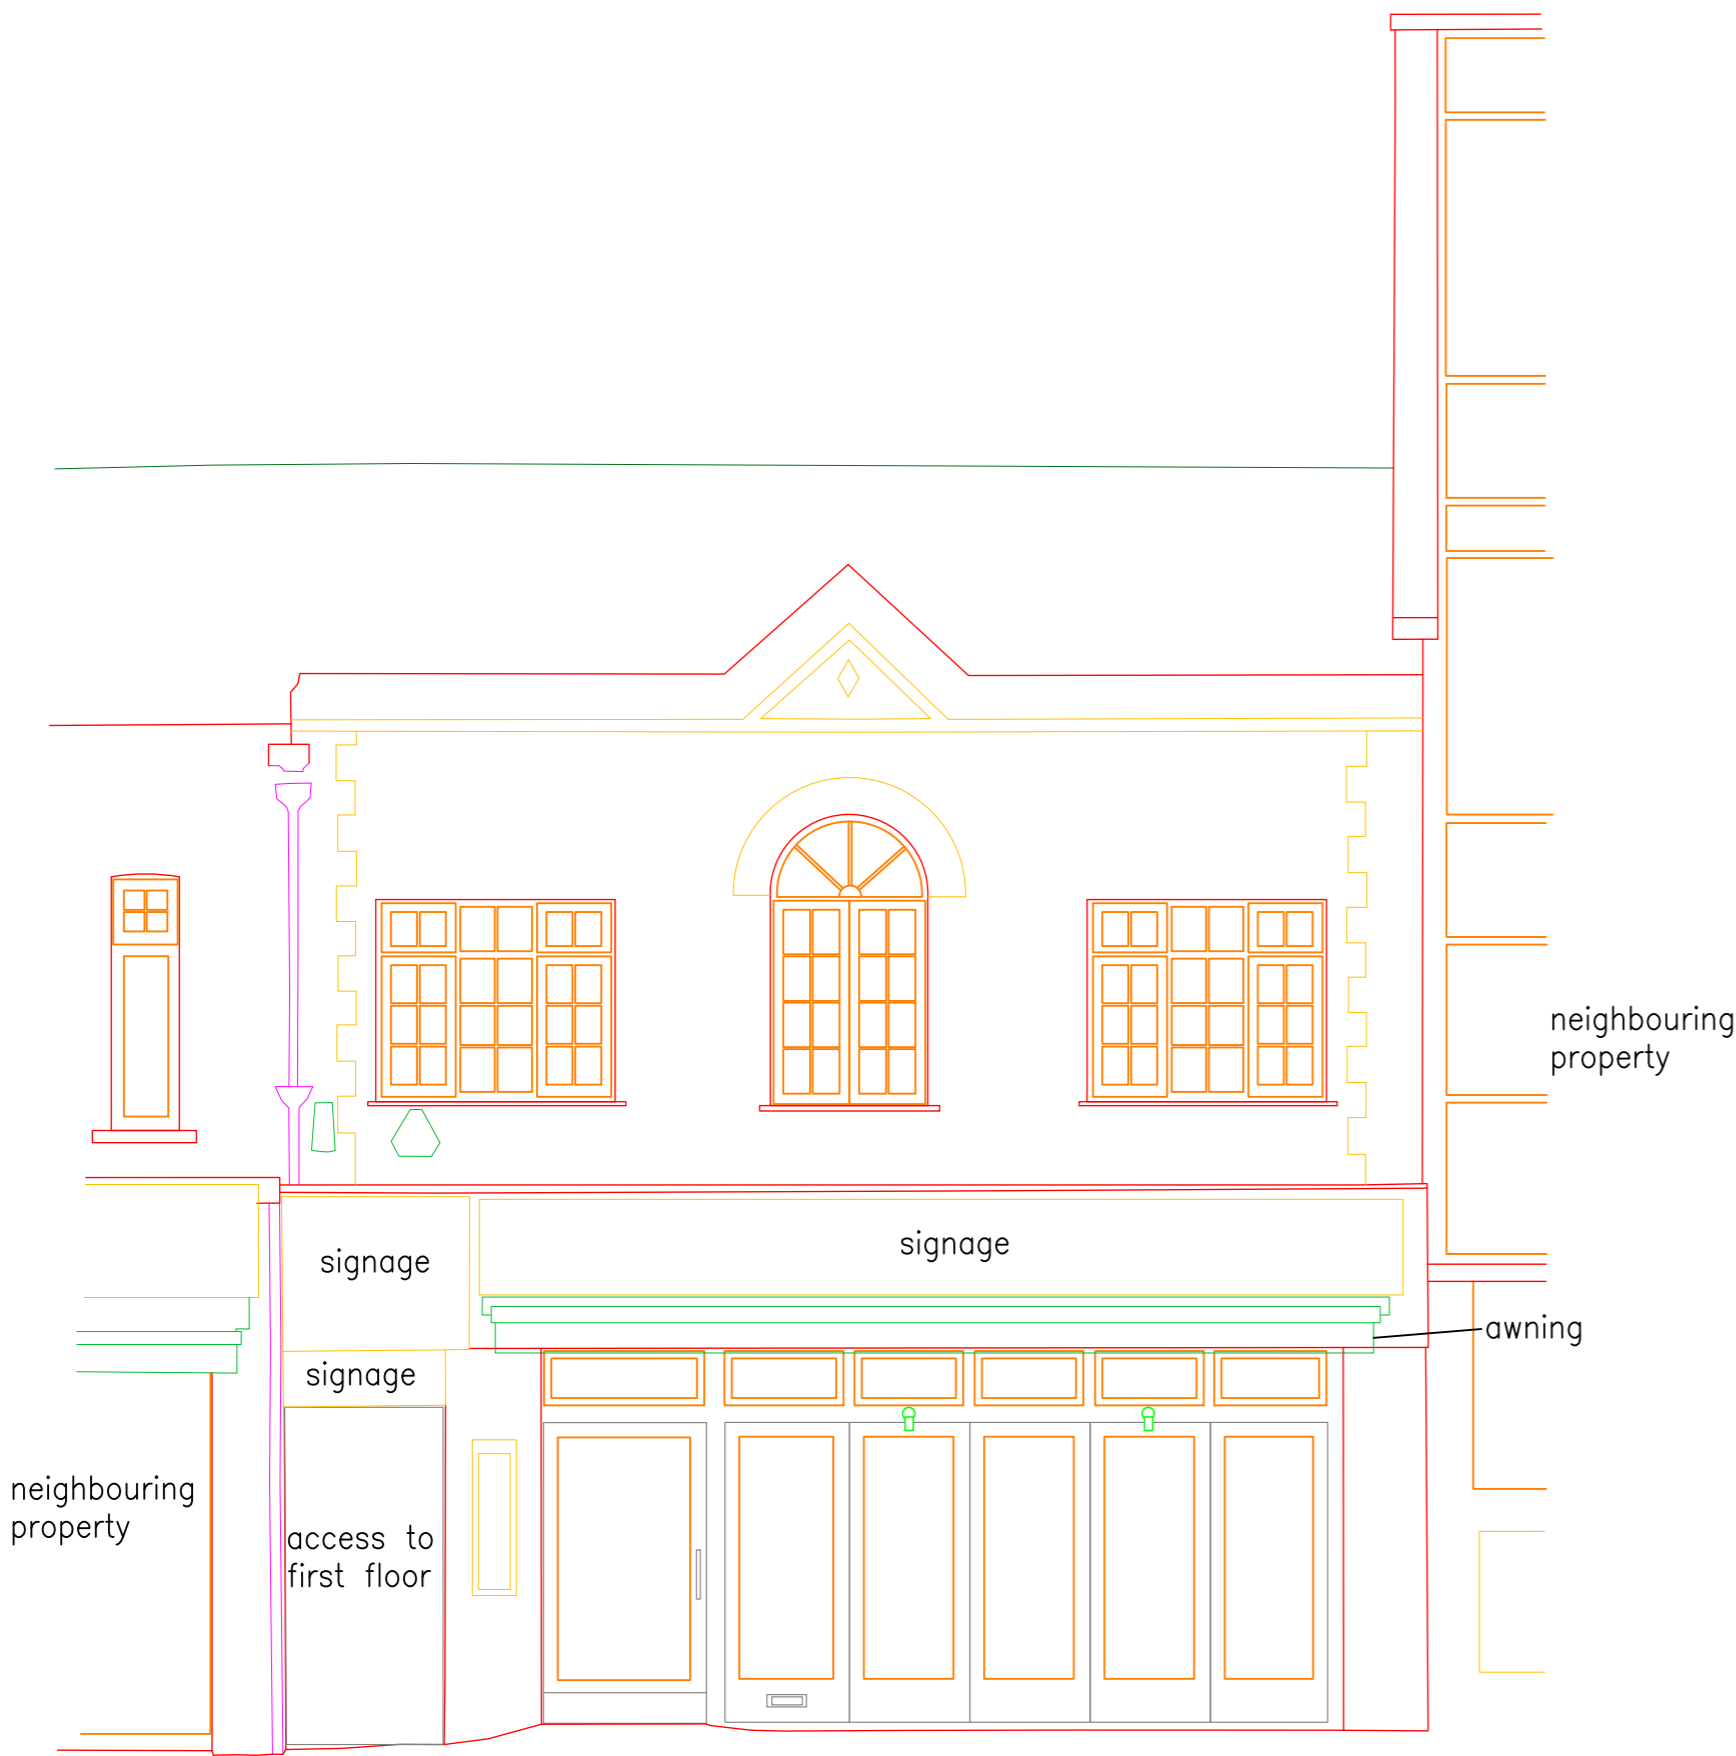 neighbouring
property
signage
signage
awning
signage
neighbouring
property
access to
first floor